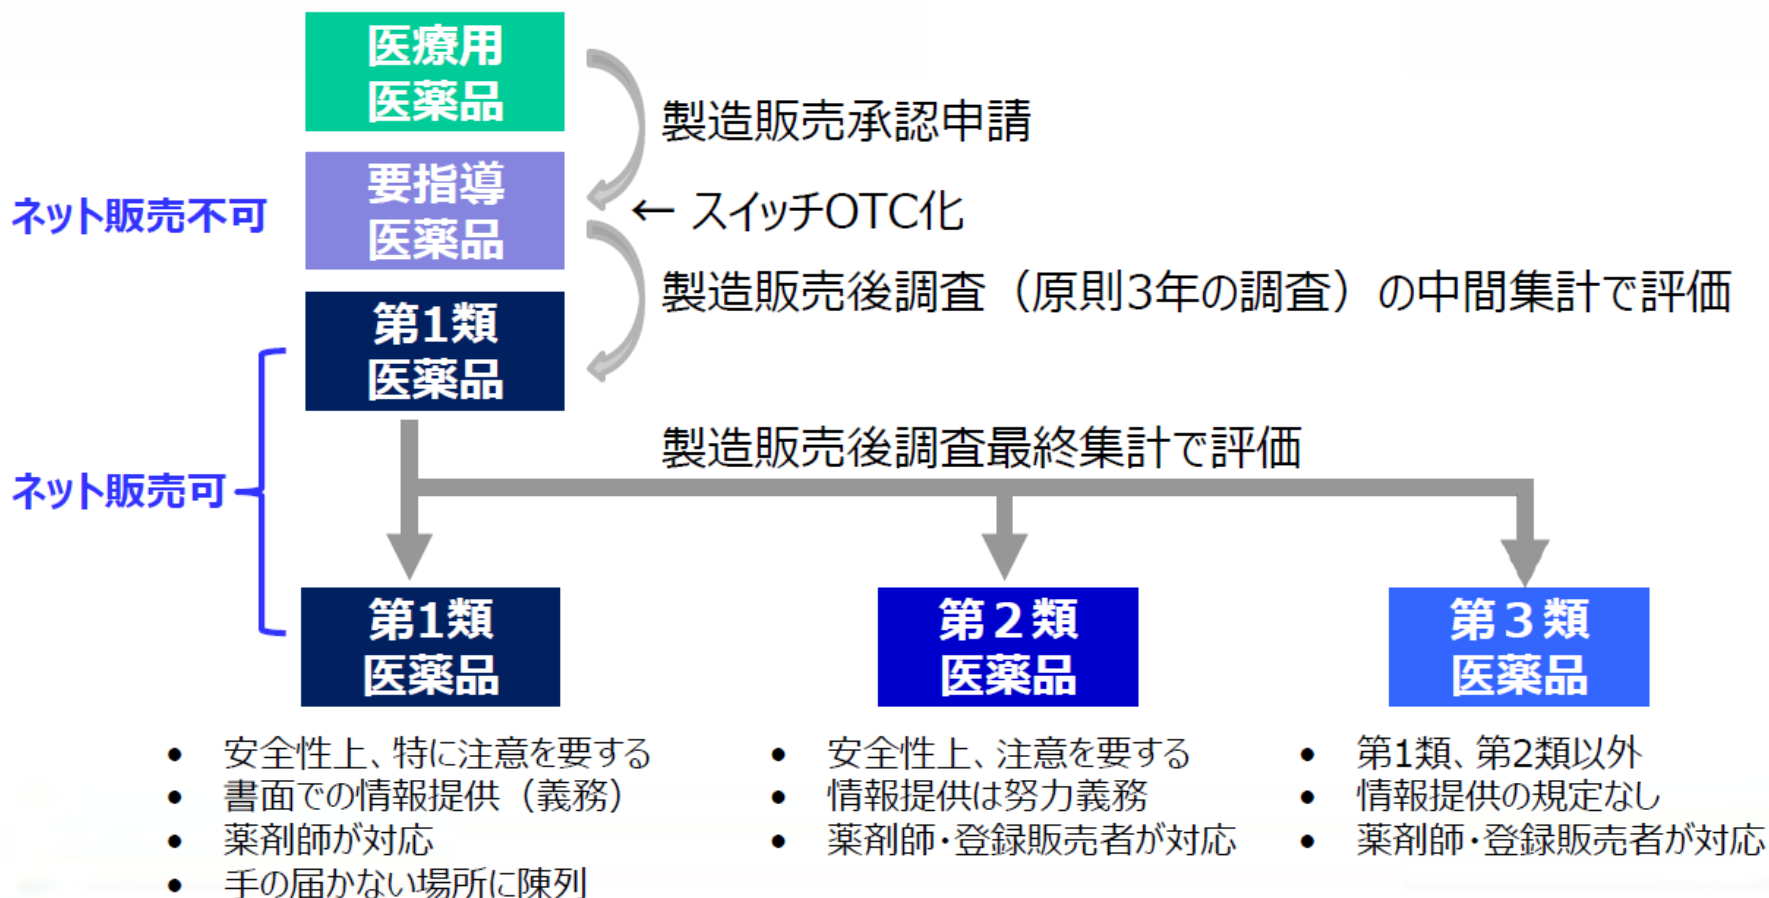 医療用
医薬品
製造販売承認申請
要指導
医薬品
ネット販売不可
← スイッチOTC化
製造販売後調査（原則3年の調査）の中間集計で評価
第1類
医薬品
製造販売後調査最終集計で評価
ネット販売可
第1類
医薬品
• 安全性上、特に注意を要する
• 書面での情報提供（義務）
• 薬剤師が対応
• 手の届かない場所に陳列
第２類
医薬品
• 安全性上、注意を要する
• 情報提供は努力義務
• 薬剤師・登録販売者が対応
第３類
医薬品
• 第1類、第2類以外
• 情報提供の規定なし
• 薬剤師・登録販売者が対応